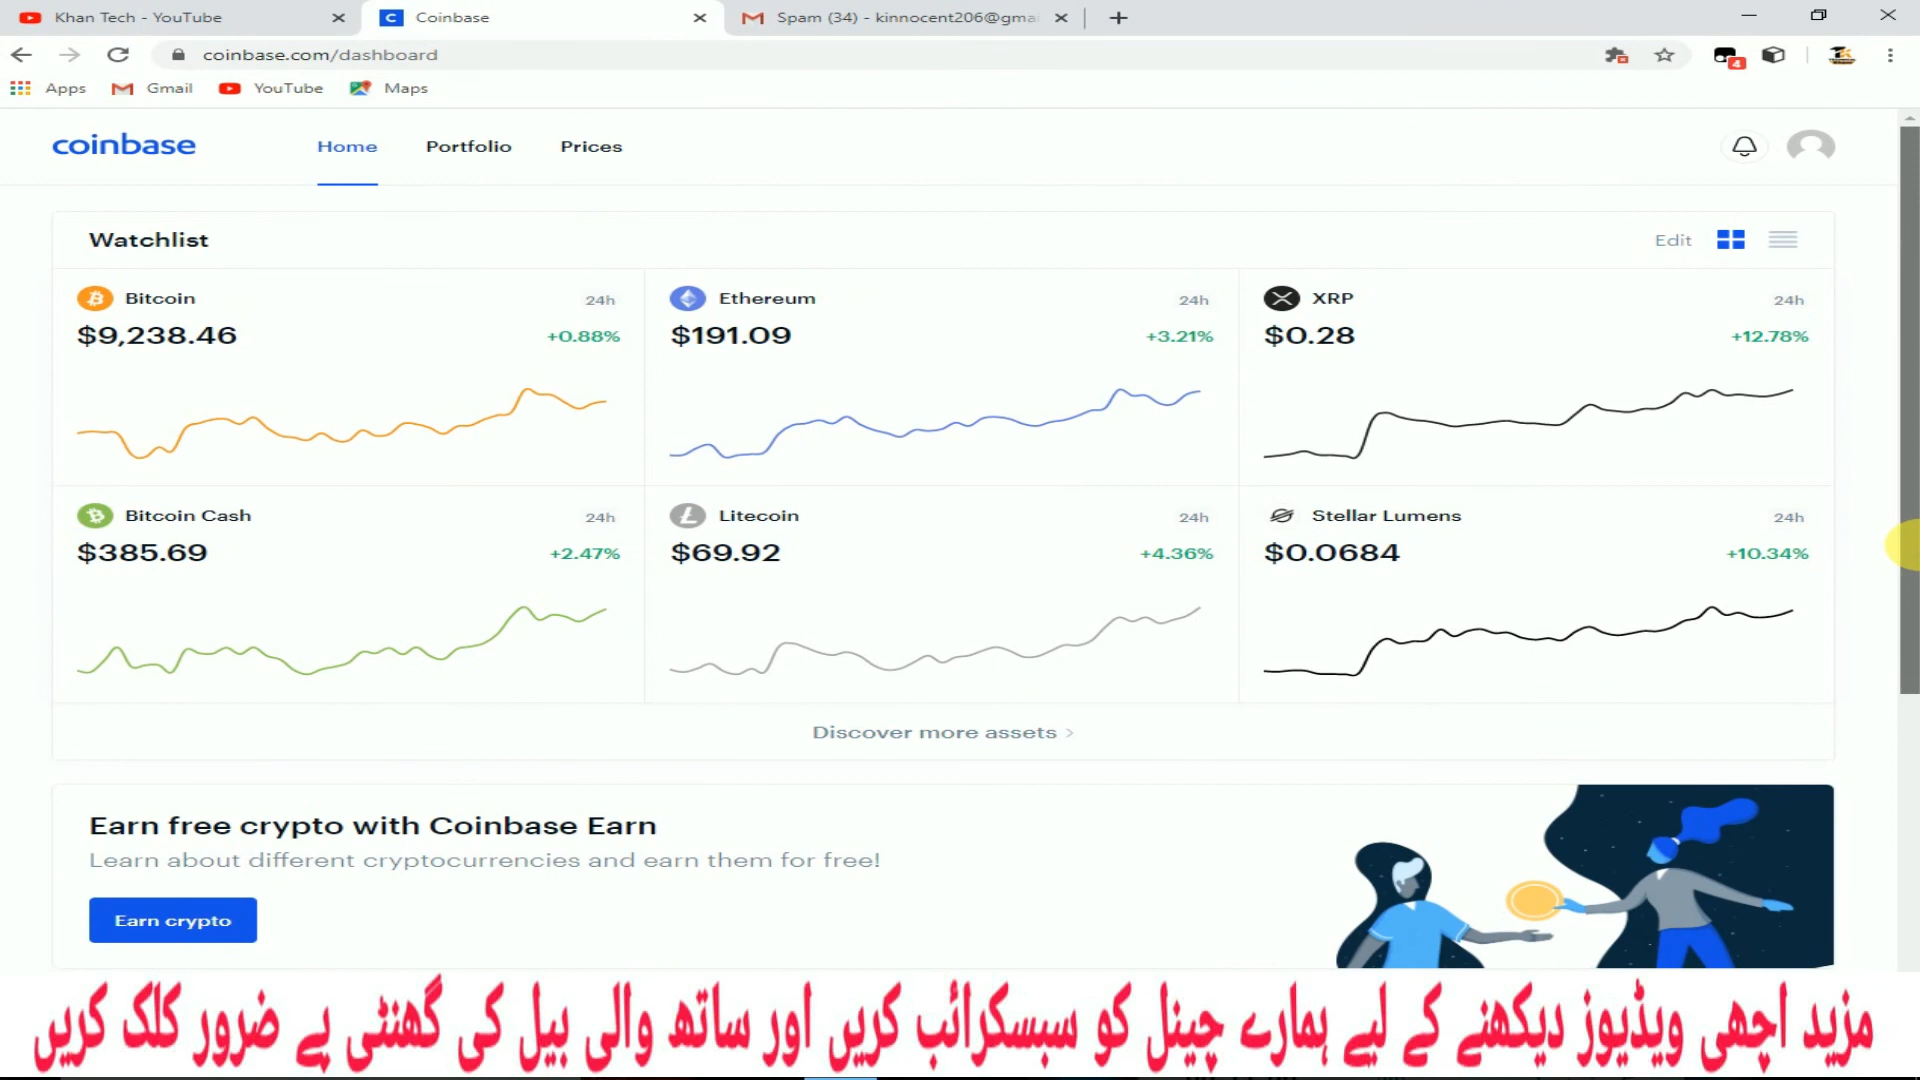 Khan Tech - YouTube
Coinbase
Spam (34) - kinnocent206@gma
coinbase.com/dashboard
4
Apps
Gmail
YouTube
Maps
coinbase
Home
Portfolio
Prices
Watchlist
Edit
Bitcoin
24h
$9,238.46
+0.88%
Ethereum
24h
$191.09
+3.21%
XRP
24h
$0.28
+12.78%
Bitcoin Cash
24h
$385.69
+2.47%
Litecoin
24h
$69.92
+4.36%
Stellar Lumens
24h
$0.0684
+10.34%
Discover more assets >
Earn free crypto with Coinbase Earn
Learn about different cryptocurrencies and earn them for free!
Earn crypto
مزید اچھی ویڈیوز دیکھنے کے لیے ہمارے چینل کو سبسکرائب کریں اور ساتھ والی بیل کی گھنٹی پے ضرور کلک کریں